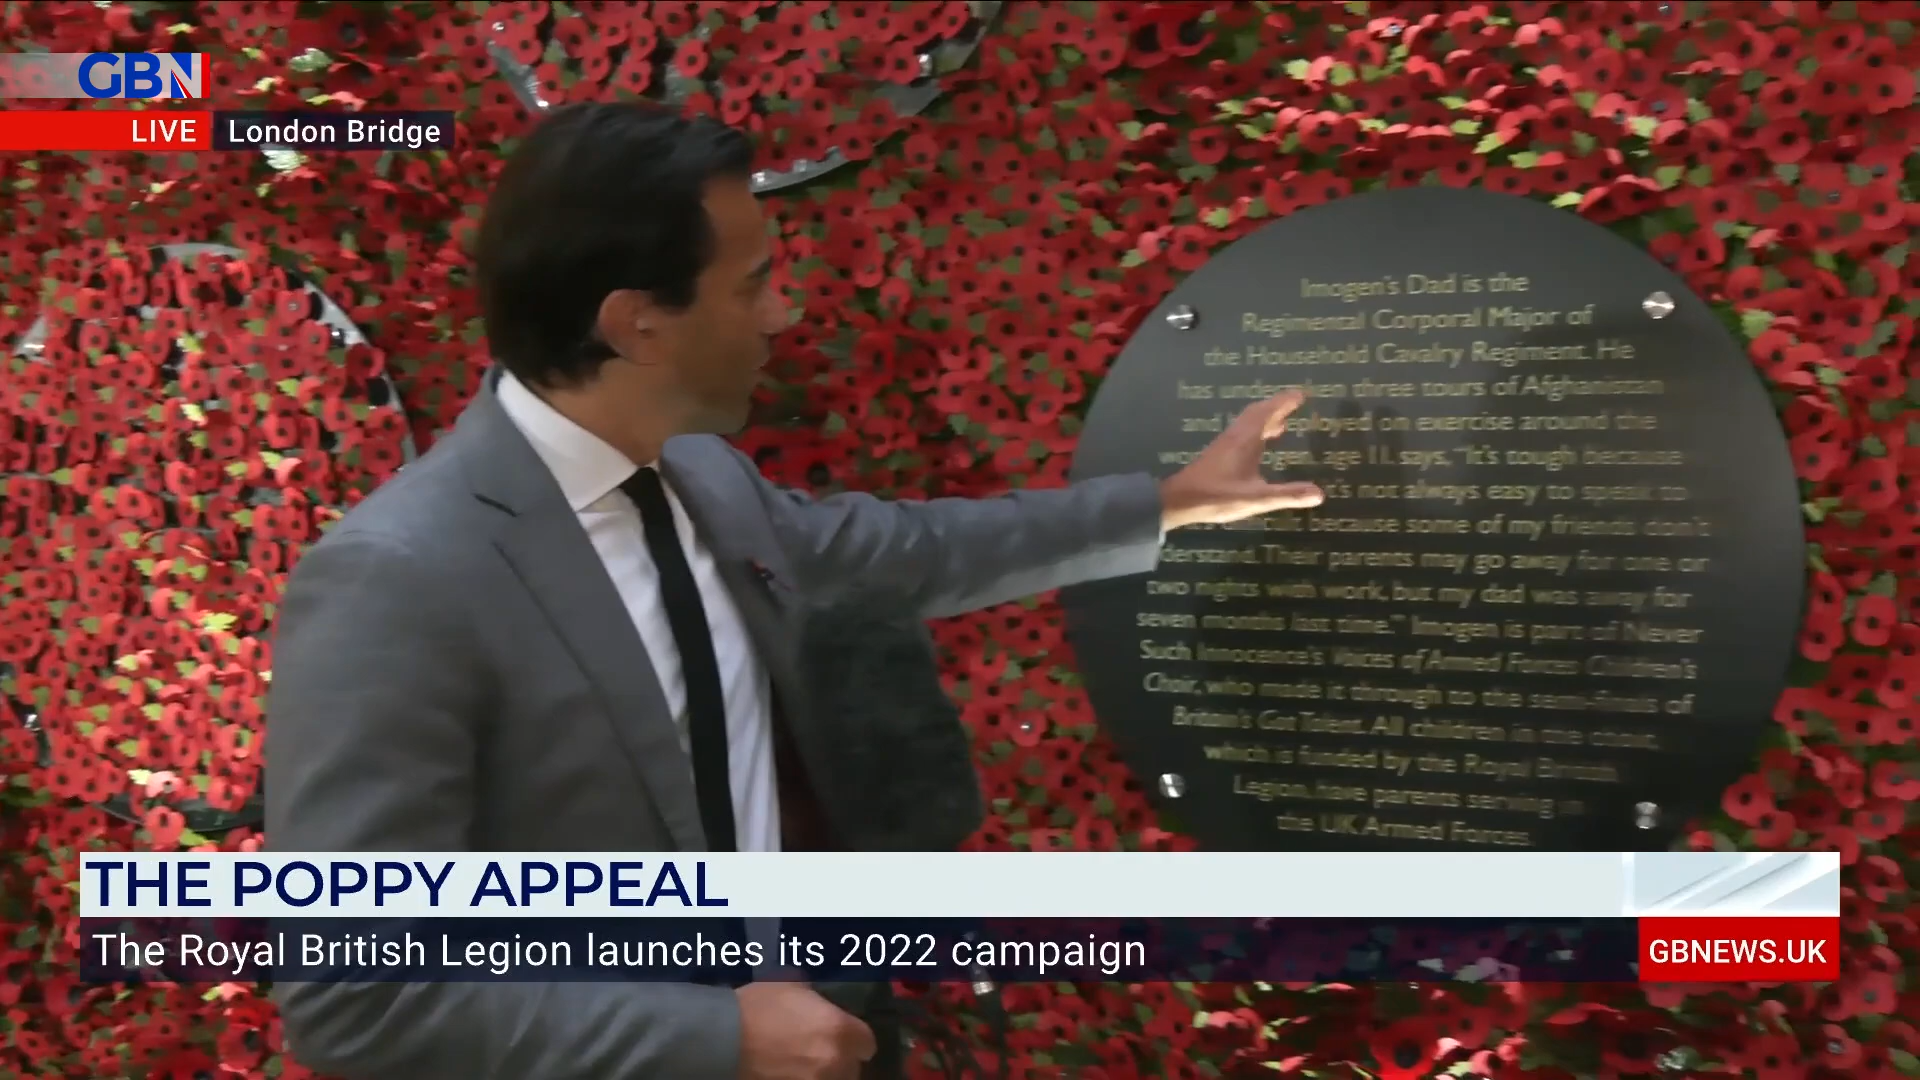 GBN
LIVE London Bridge
Imogen's Dad is the
Regimental Corporal Major of
the Household Cavalry Regiment. He
has undertaken three tours of Afghanistan
and deployed on exercise around the
age 11, says, "It's tough because
it's not always easy to speak to
because some of my friends don't
derstand. Their parents may go away for one or
two nights with work, but my dad was away for
seven months last time." Imogen is part of Never
Such Innocence's Voices of Armed Forces Children's
Choir, who made it through to the semi-finals of
Britain's Got Talent. All children in the choir,
which is funded by the Royal British
Legion, have parents serving in
the UK Armed Forces.
THE POPPY APPEAL
The Royal British Legion launches its 2022 campaign
GBNEWS.UK